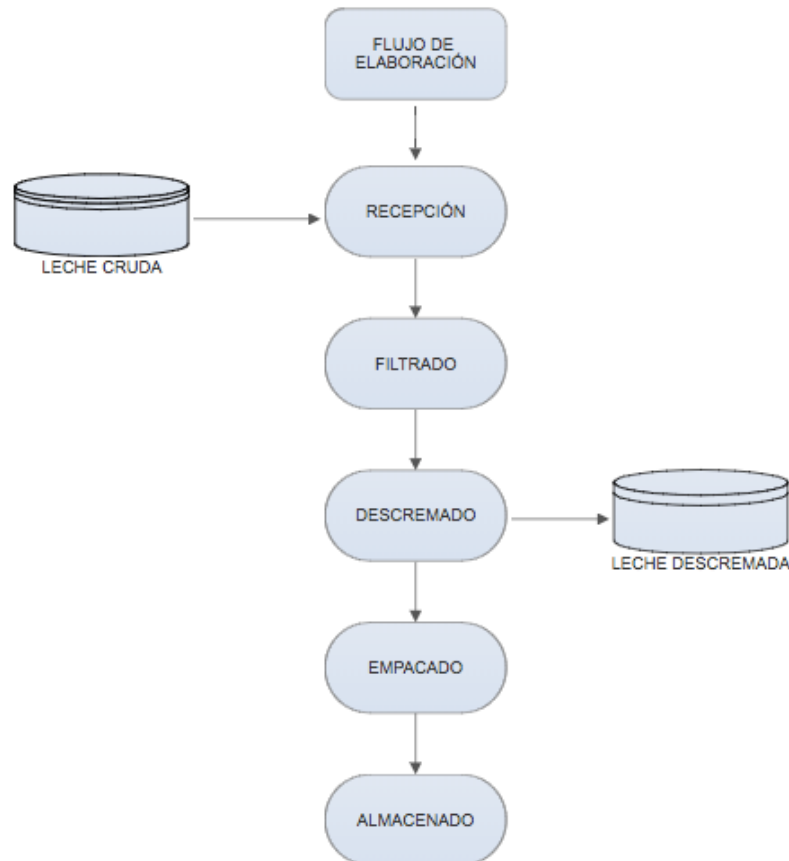 FLUJO DE
ELABORACIÓN
RECEPCIÓN
LECHE CRUDA
FILTRADO
DESCREMADO
LECHE DESCREMADA
EMPACADO
ALMACENADO